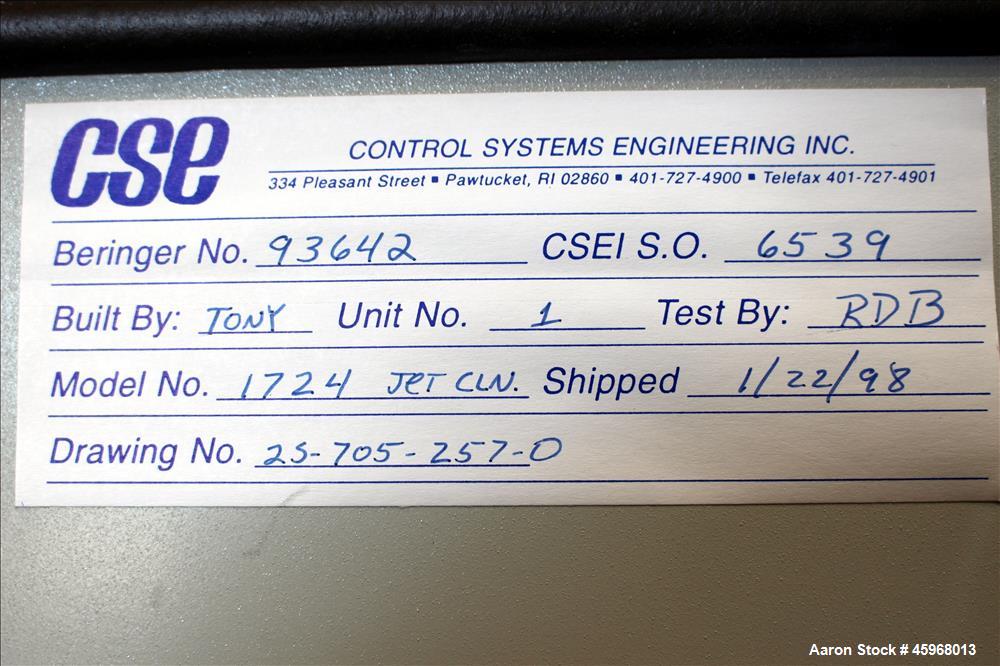 cse
CONTROL SYSTEMS ENGINEERING INC.
334 Pleasant Street ▪ Pawtucket, RI 02860 ▪ 401-727-4900 ▪ Telefax 401-727-4901
Beringer No. 93642 CSEI S.O. 6539
Built By: TONY Unit No. 1 Test By: RDB
Model No. 1724 JET CLN. Shipped 1/22/98
Drawing No. 2S-705-257-0
Aaron Stock # 45968013